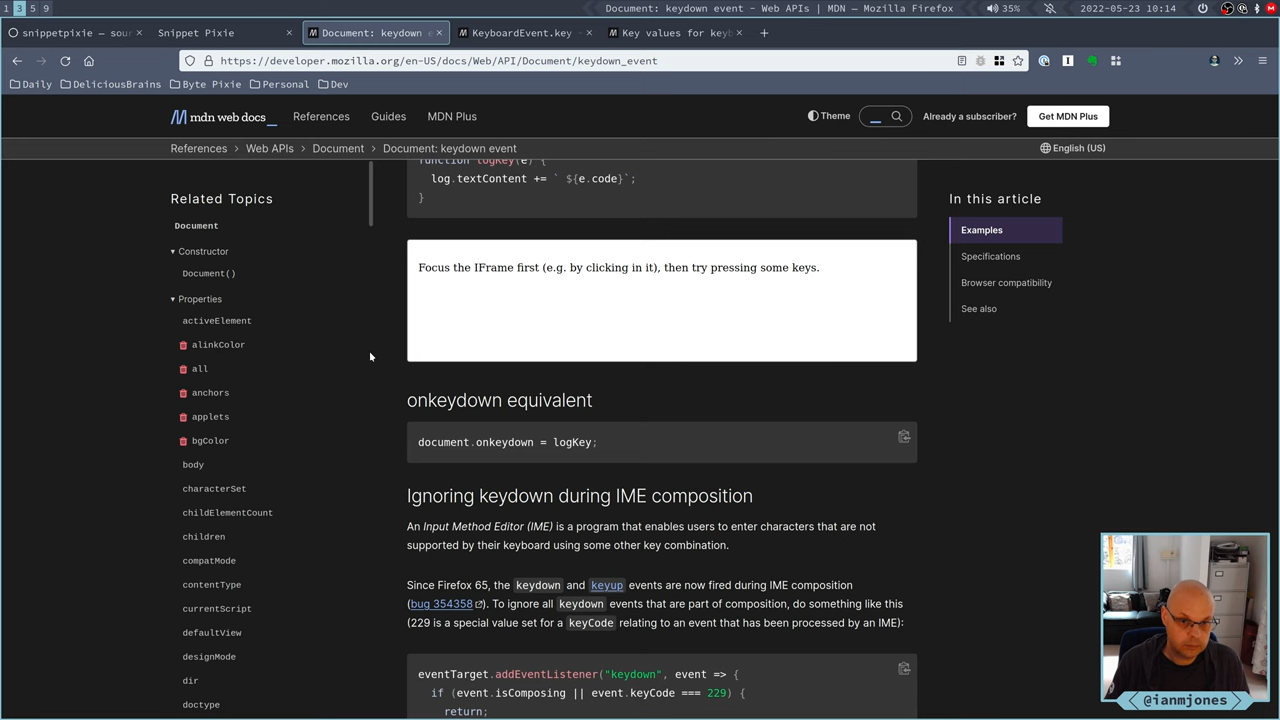 1 3 5 9
Document: keydown event - Web APIs | MDN — Mozilla Firefox
35%
2022-05-23 10:14
snippetpixie — sour
Snippet Pixie
Document: keydown e
KeyboardEvent.key -
Key values for keyb
https://developer.mozilla.org/en-US/docs/Web/API/Document/keydown_event
Daily
DeliciousBrains
Byte Pixie
Personal
Dev
mdn web docs_
References
Guides
MDN Plus
Theme
Already a subscriber?
Get MDN Plus
References
Web APIs
Document
Document: keydown event
English (US)
Related Topics
Document
Constructor
Document()
Properties
activeElement
alinkColor
all
anchors
applets
bgColor
body
characterSet
childElementCount
children
compatMode
contentType
currentScript
defaultView
designMode
dir
doctype
function logKey(e) {
log.textContent += ` ${e.code}`;
}
Focus the IFrame first (e.g. by clicking in it), then try pressing some keys.
onkeydown equivalent
document.onkeydown = logKey;
Ignoring keydown during IME composition
An Input Method Editor (IME) is a program that enables users to enter characters that are not
supported by their keyboard using some other key combination.
Since Firefox 65, the keydown and keyup events are now fired during IME composition
(bug 354358). To ignore all keydown events that are part of composition, do something like this
(229 is a special value set for a keyCode relating to an event that has been processed by an IME):
eventTarget.addEventListener("keydown", event => {
if (event.isComposing || event.keyCode === 229) {
return;
In this article
Examples
Specifications
Browser compatibility
See also
@ianmjones